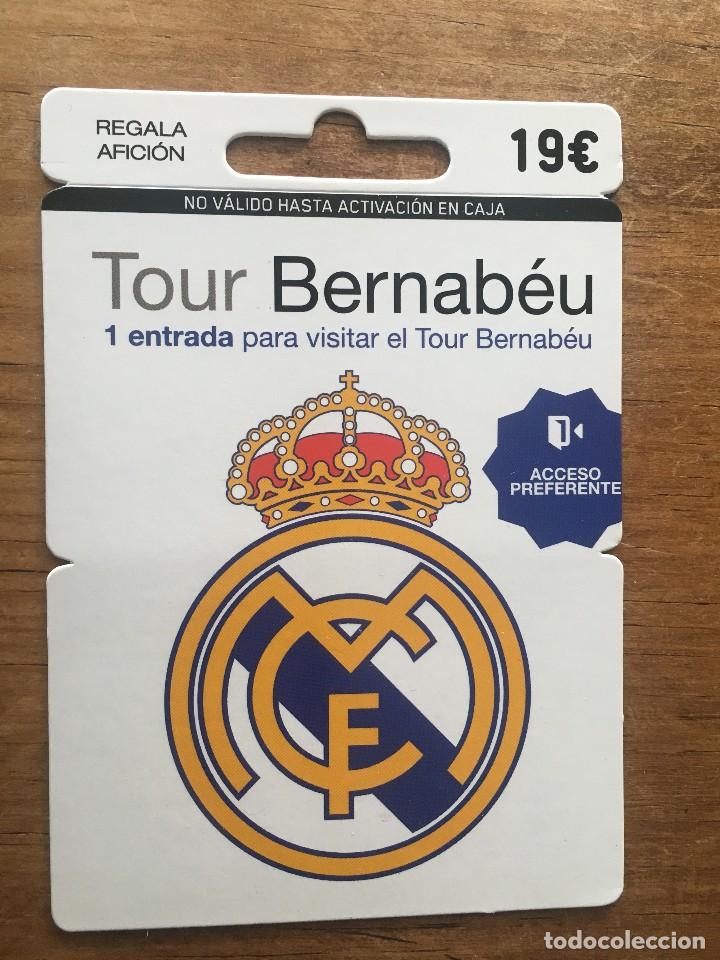 REGALA
AFICIÓN
19€
NO VÁLIDO HASTA ACTIVACIÓN EN CAJA
Tour Bernabéu
1 entrada para visitar el Tour Bernabéu
ACCESO
PREFERENTE
MCF
todocoleccion